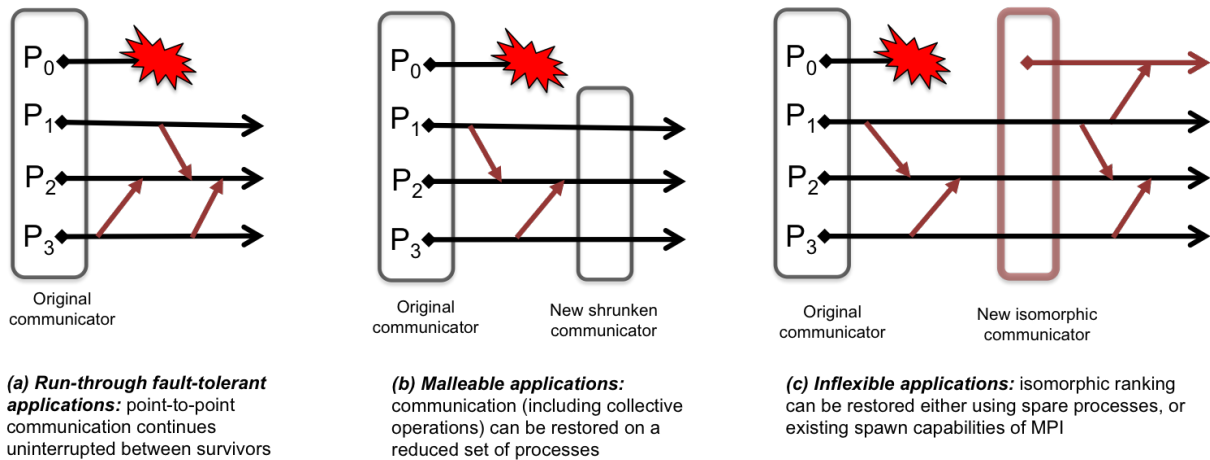 P0
P1
P2
P3
Original
communicator
(a) Run-through fault-tolerant
applications: point-to-point
communication continues
uninterrupted between survivors
P0
P1
P2
P3
Original
communicator
New shrunken
communicator
(b) Malleable applications:
communication (including collective
operations) can be restored on a
reduced set of processes
P0
P1
P2
P3
Original
communicator
New isomorphic
communicator
(c) Inflexible applications: isomorphic ranking
can be restored either using spare processes, or
existing spawn capabilities of MPI